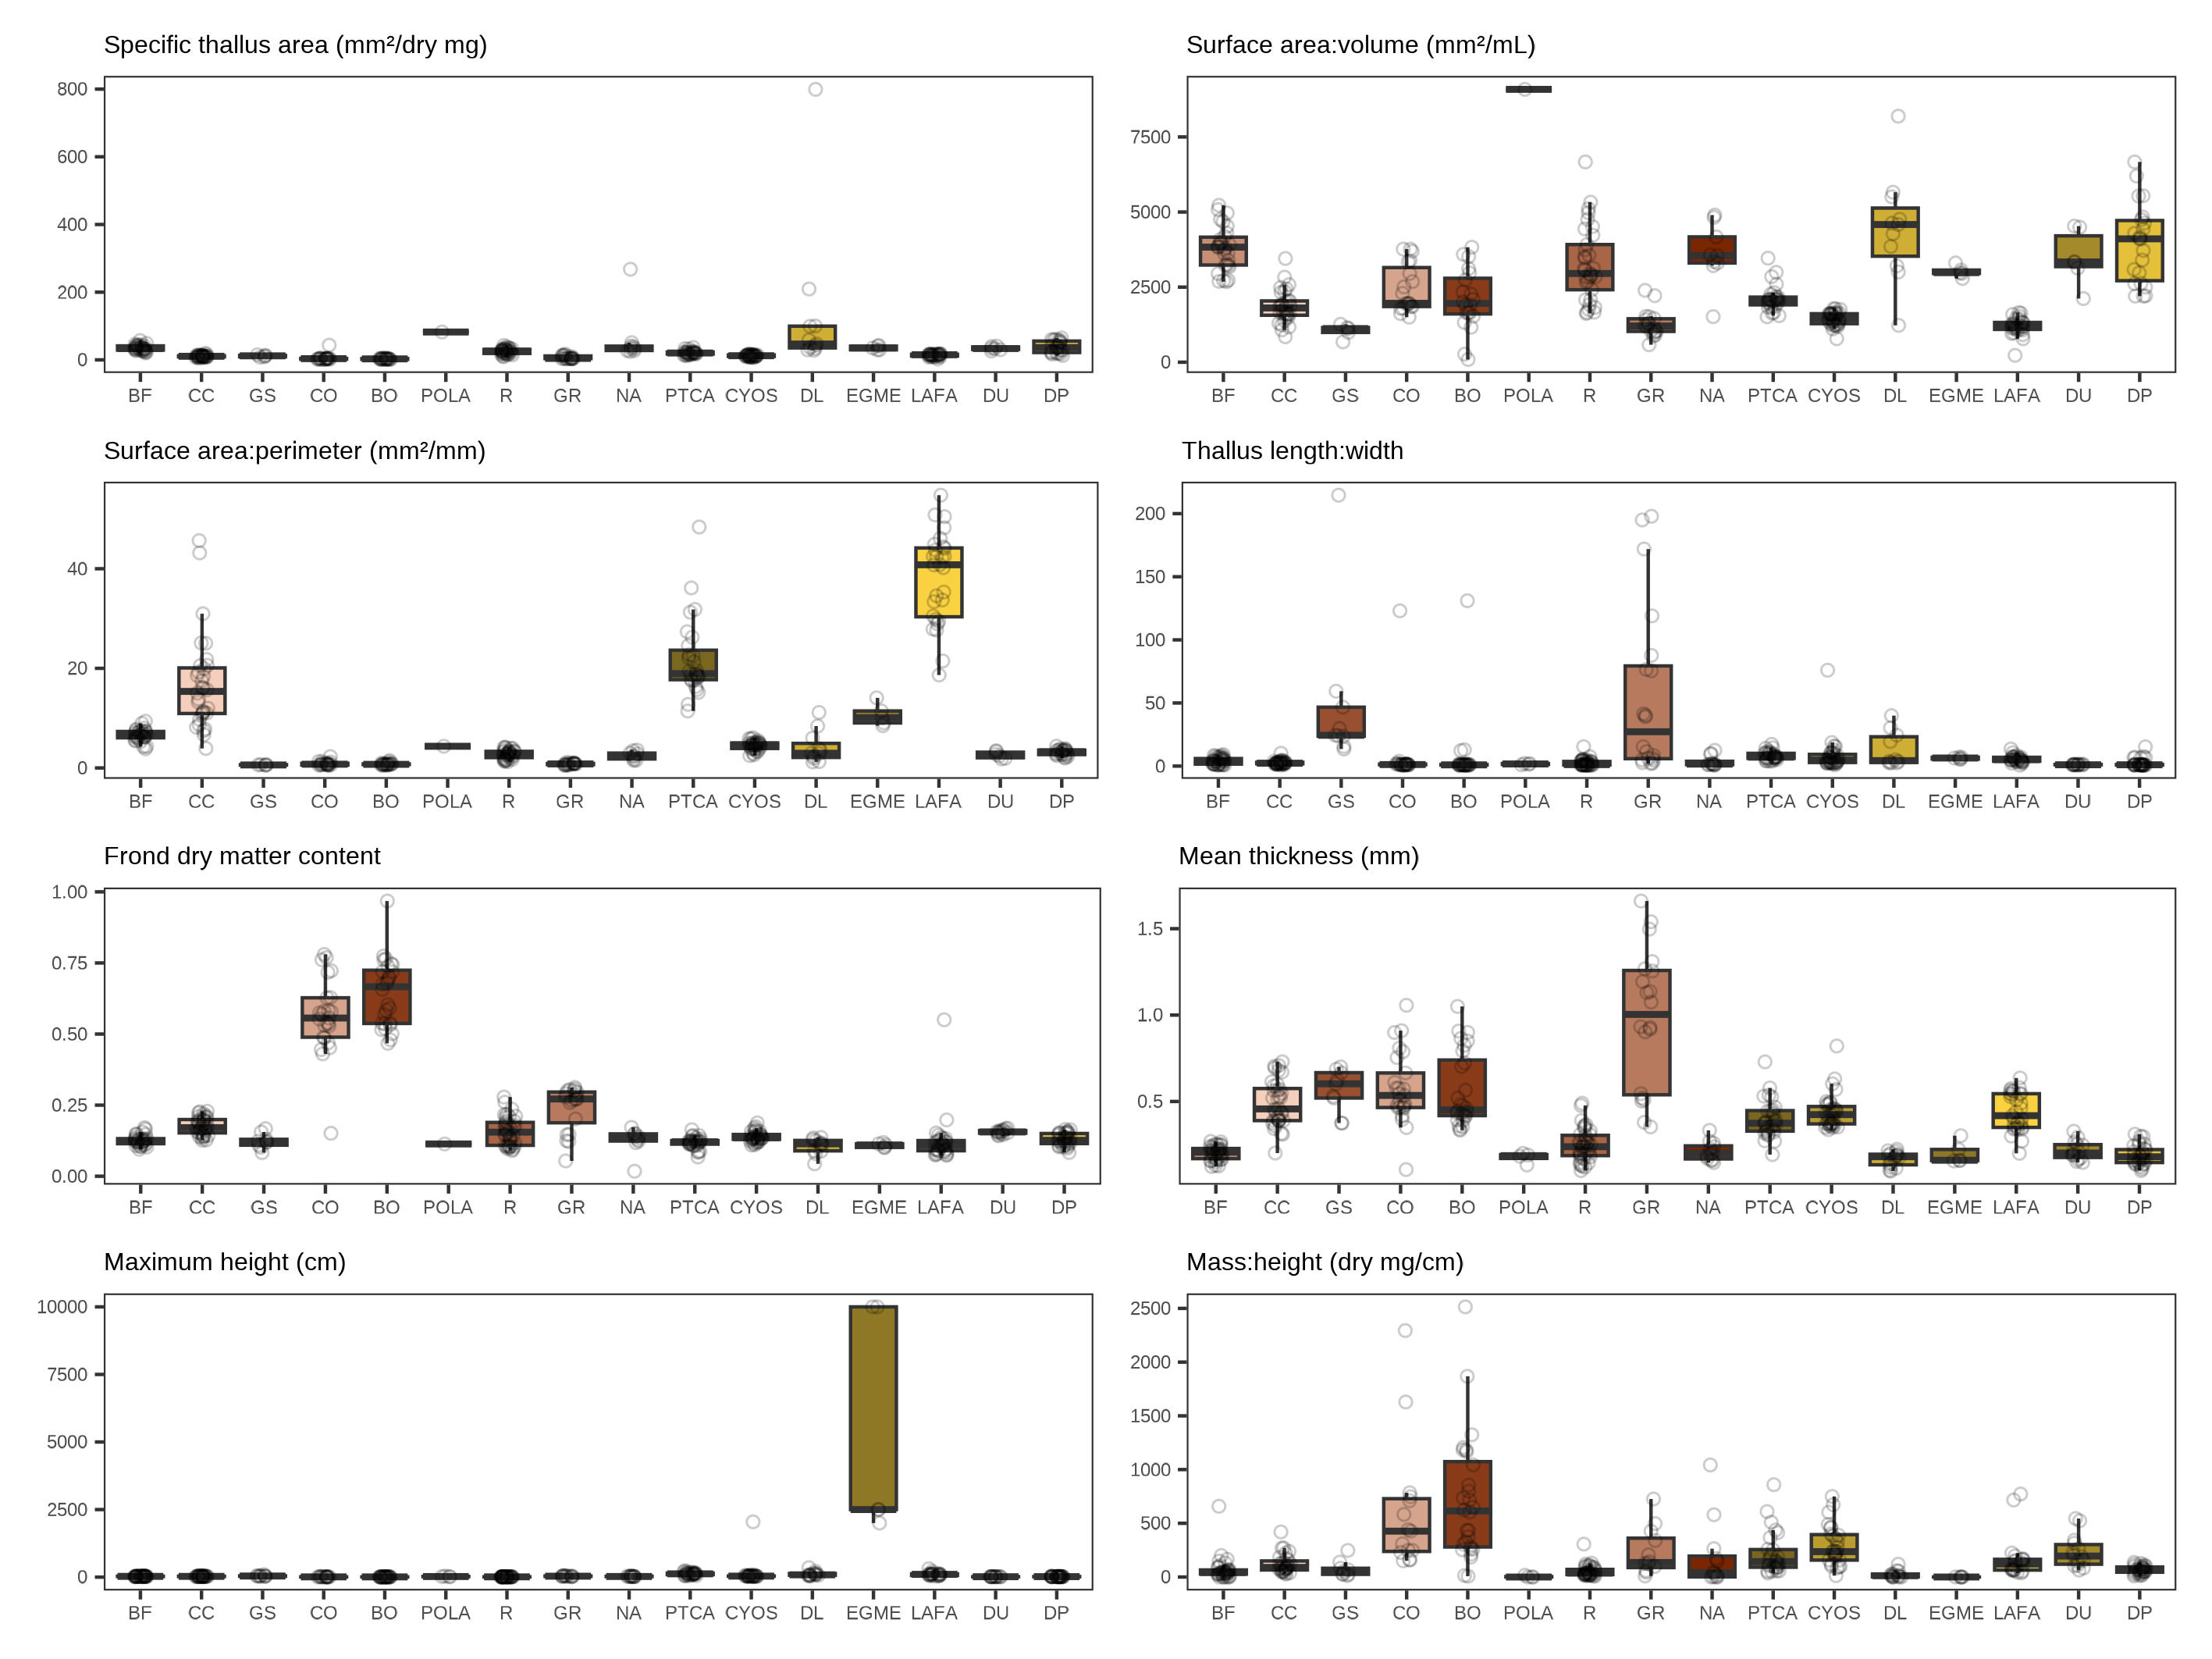 Specific thallus area (mm²/dry mg)
800
600
400
200
0
BF CC GS CO BO POLA R GR NA PTCA CYOS DL EGME LAFA DU DP
Surface area:volume (mm²/mL)
7500
5000
2500
0
BF CC GS CO BO POLA R GR NA PTCA CYOS DL EGME LAFA DU DP
Surface area:perimeter (mm²/mm)
40
20
0
BF CC GS CO BO POLA R GR NA PTCA CYOS DL EGME LAFA DU DP
Thallus length:width
200
150
100
50
0
BF CC GS CO BO POLA R GR NA PTCA CYOS DL EGME LAFA DU DP
Frond dry matter content
1.00
0.75
0.50
0.25
0.00
BF CC GS CO BO POLA R GR NA PTCA CYOS DL EGME LAFA DU DP
Mean thickness (mm)
1.5
1.0
0.5
BF CC GS CO BO POLA R GR NA PTCA CYOS DL EGME LAFA DU DP
Maximum height (cm)
10000
7500
5000
2500
0
BF CC GS CO BO POLA R GR NA PTCA CYOS DL EGME LAFA DU DP
Mass:height (dry mg/cm)
2500
2000
1500
1000
500
0
BF CC GS CO BO POLA R GR NA PTCA CYOS DL EGME LAFA DU DP